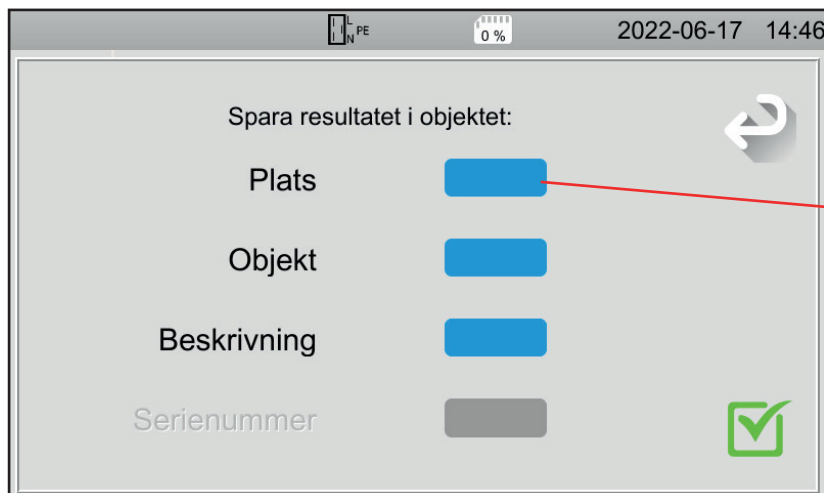 L
N PE
0 %
2022-06-17 14:46
Spara resultatet i objektet:
Plats
Objekt
Beskrivning
Serienummer